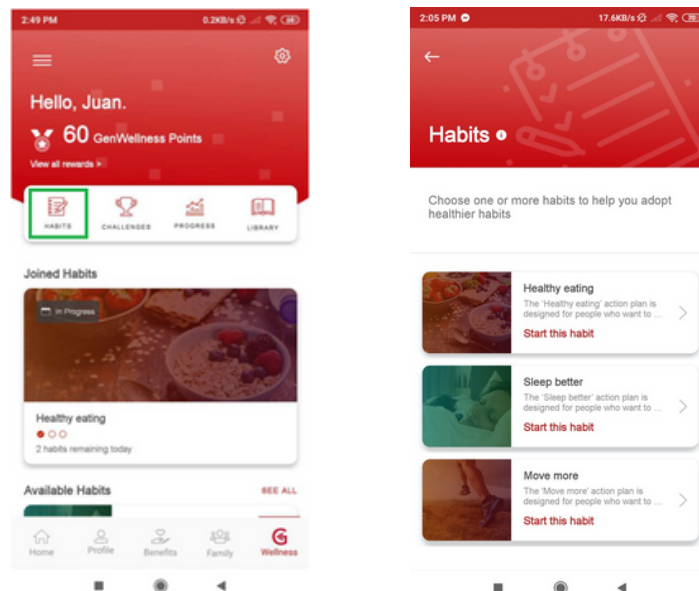 2:49 PM
0.2KB/s
Hello, Juan.
60 GenWellness Points
View all rewards >
HABITS
CHALLENGES
PROGRESS
LIBRARY
Joined Habits
In Progress
Healthy eating
2 habits remaining today
Available Habits
SEE ALL
Home
Profile
Benefits
Family
Wellness
2:05 PM
17.6KB/s
Habits
Choose one or more habits to help you adopt
healthier habits
Healthy eating
The 'Healthy eating' action plan is
designed for people who want to ...
Start this habit
Sleep better
The 'Sleep better' action plan is
designed for people who want to ...
Start this habit
Move more
The 'Move more' action plan is
designed for people who want to ...
Start this habit